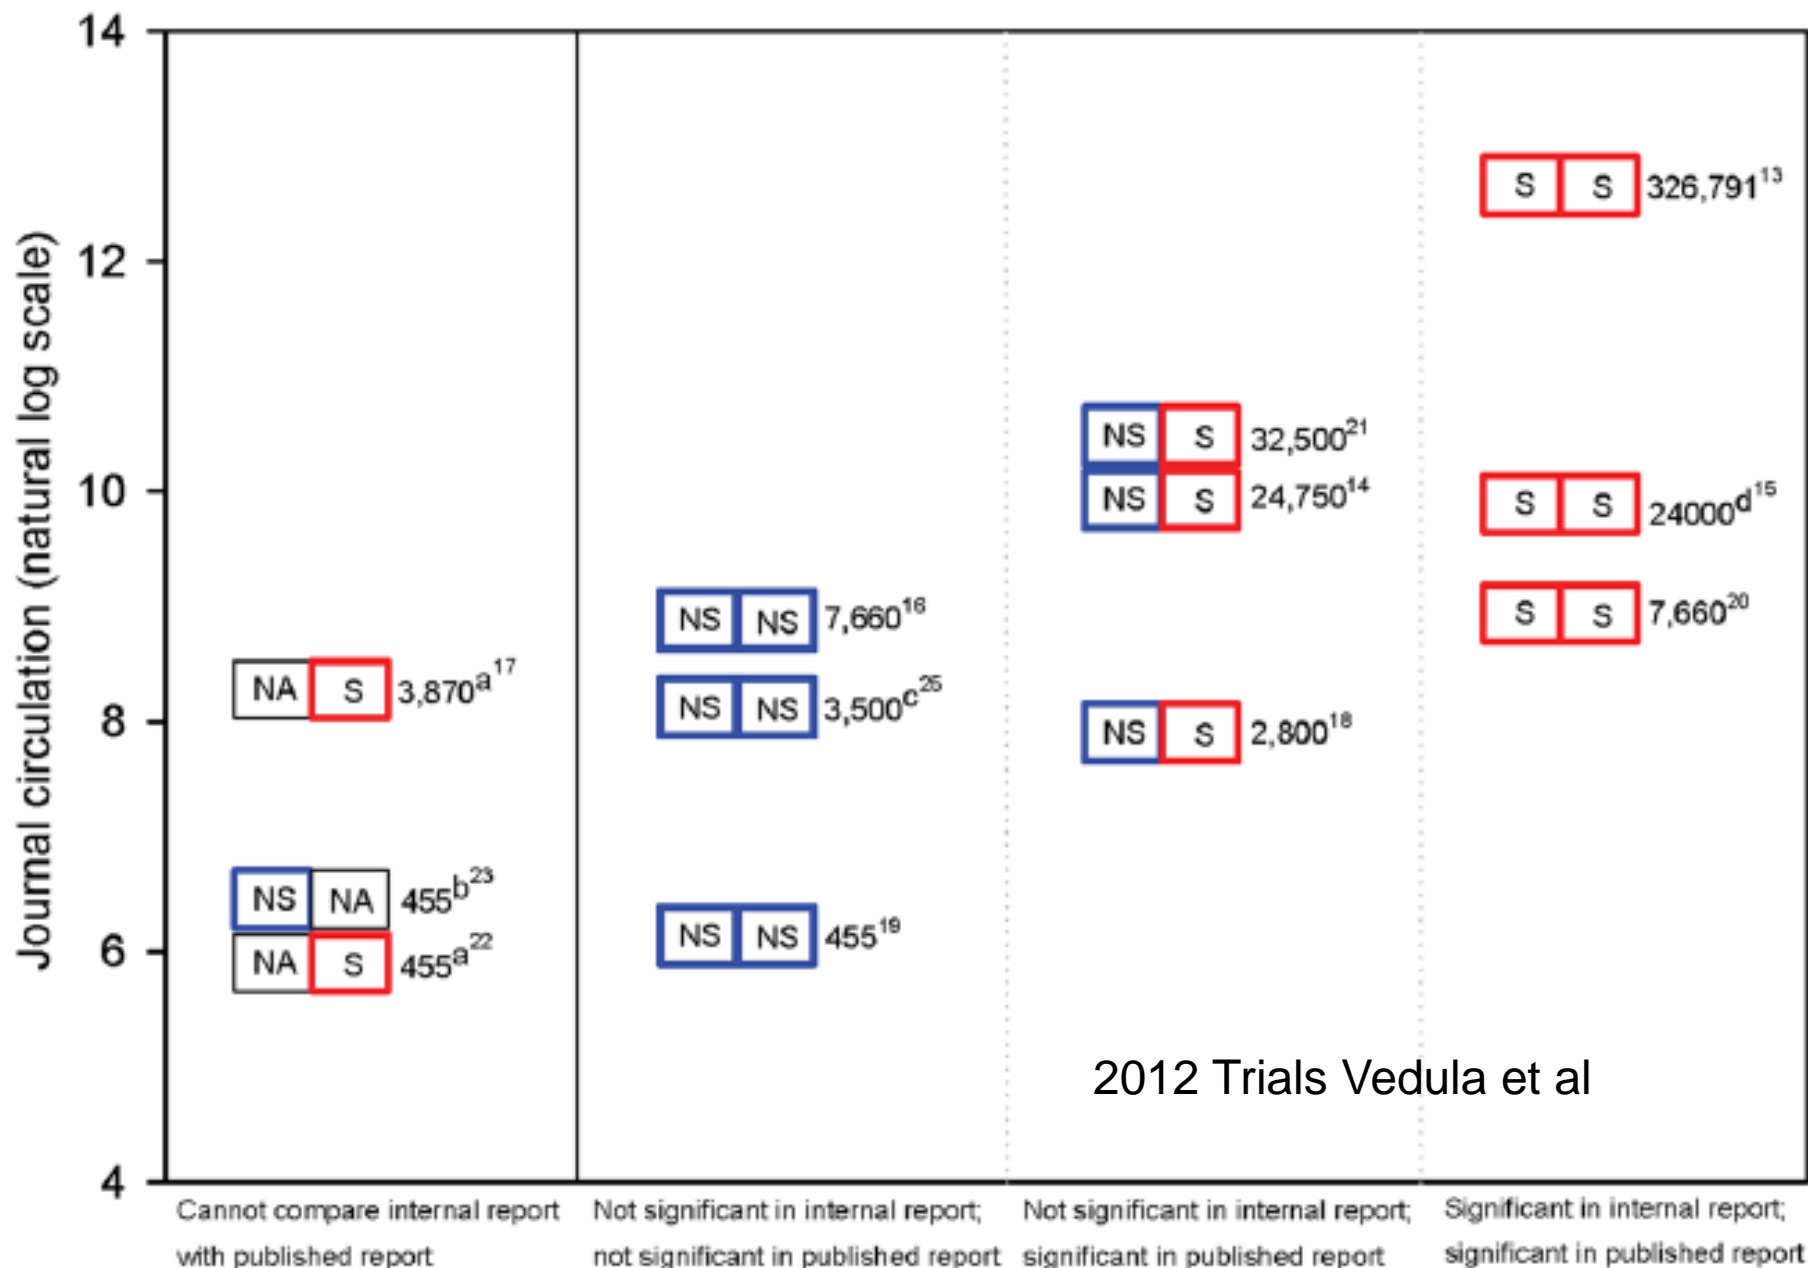 Journal circulation (natural log scale)
14
12
10
8
6
4
NA S 3,870a17
NS NA 455b23
NA S 455a22
NS NS 7,66016
NS NS 3,500c25
NS NS 45519
NS S 32,50021
NS S 24,75014
NS S 2,80018
S S 326,79113
S S 24000d15
S S 7,66020
2012 Trials Vedula et al
Cannot compare internal report
with published report
Not significant in internal report;
not significant in published report
Not significant in internal report;
significant in published report
Significant in internal report;
significant in published report